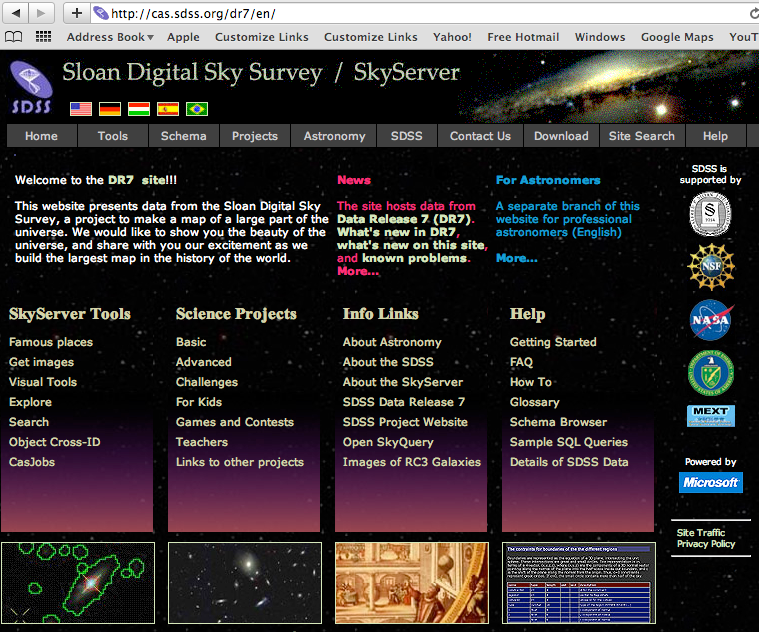 http://cas.sdss.org/dr7/en/
Address Book
Apple
Customize Links
Customize Links
Yahoo!
Free Hotmail
Windows
Google Maps
YouT
Sloan Digital Sky Survey / SkyServer
SDSS
Home
Tools
Schema
Projects
Astronomy
SDSS
Contact Us
Download
Site Search
Help
Welcome to the DR7 site!!!
This website presents data from the Sloan Digital Sky
Survey, a project to make a map of a large part of the
universe. We would like to show you the beauty of the
universe, and share with you our excitement as we
build the largest map in the history of the world.
News
The site hosts data from
Data Release 7 (DR7).
What's new in DR7,
what's new on this site,
and known problems.
More...
For Astronomers
A separate branch of this
website for professional
astronomers (English)
More...
SDSS is
supported by
NSF
NASA
MEXT
Powered by
Microsoft
Site Traffic
Privacy Policy
SkyServer Tools
Famous places
Get images
Visual Tools
Explore
Search
Object Cross-ID
CasJobs
Science Projects
Basic
Advanced
Challenges
For Kids
Games and Contests
Teachers
Links to other projects
Info Links
About Astronomy
About the SDSS
About the SkyServer
SDSS Data Release 7
SDSS Project Website
Open SkyQuery
Images of RC3 Galaxies
Help
Getting Started
FAQ
How To
Glossary
Schema Browser
Sample SQL Queries
Details of SDSS Data
The constraints for boundaries of the the different regions